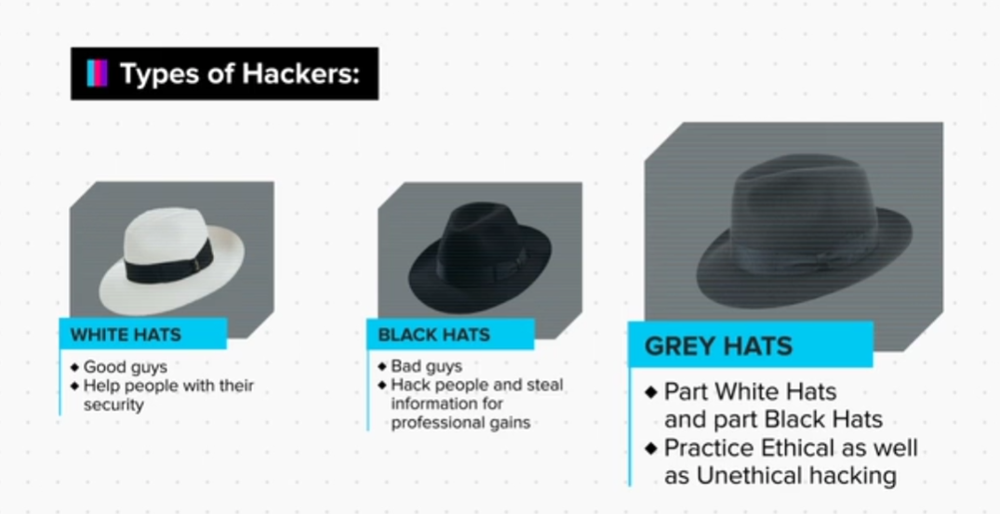 Types of Hackers:
WHITE HATS
◆ Good guys
◆ Help people with their
security
BLACK HATS
◆ Bad guys
◆ Hack people and steal
information for
professional gains
GREY HATS
◆ Part White Hats
and part Black Hats
◆ Practice Ethical as well
as Unethical hacking